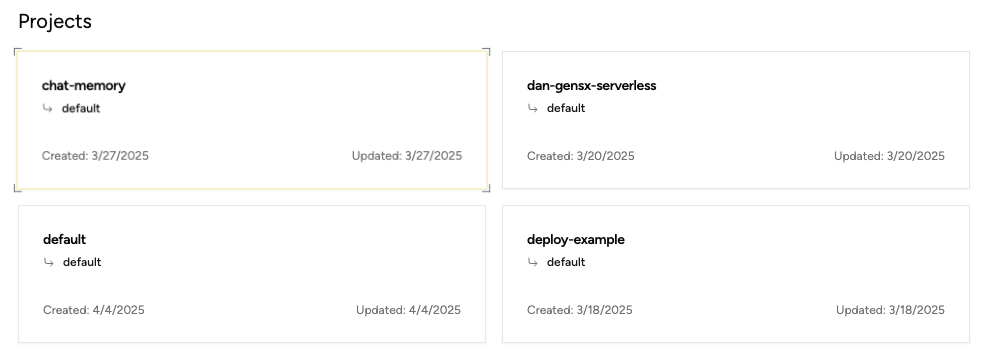 Projects
chat-memory
default
Created: 3/27/2025 Updated: 3/27/2025
dan-gensx-serverless
default
Created: 3/20/2025 Updated: 3/20/2025
default
default
Created: 4/4/2025 Updated: 4/4/2025
deploy-example
default
Created: 3/18/2025 Updated: 3/18/2025